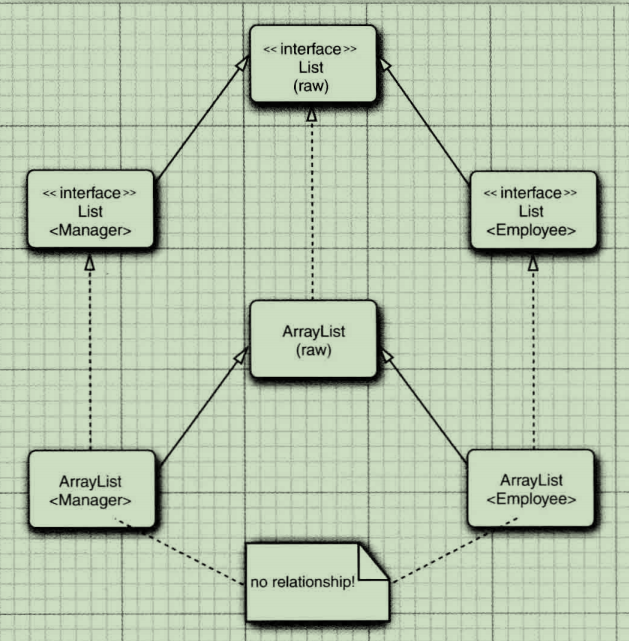 << interface >>
List
(raw)
<< interface >>
List
<Manager>
<< interface >>
List
<Employee>
ArrayList
(raw)
ArrayList
<Manager>
ArrayList
<Employee>
no relationship!